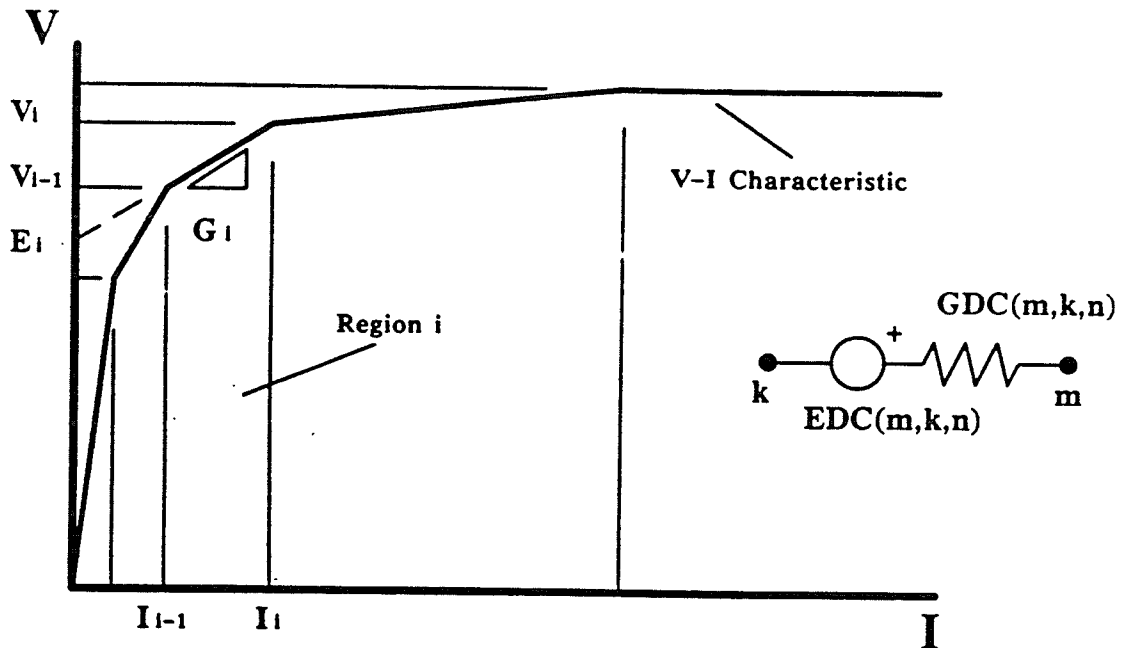 V
Vi
Vi-1
Ei
Gi
V-I Characteristic
Region i
GDC(m,k,n)
+
k
m
EDC(m,k,n)
Ii-1
Ii
I